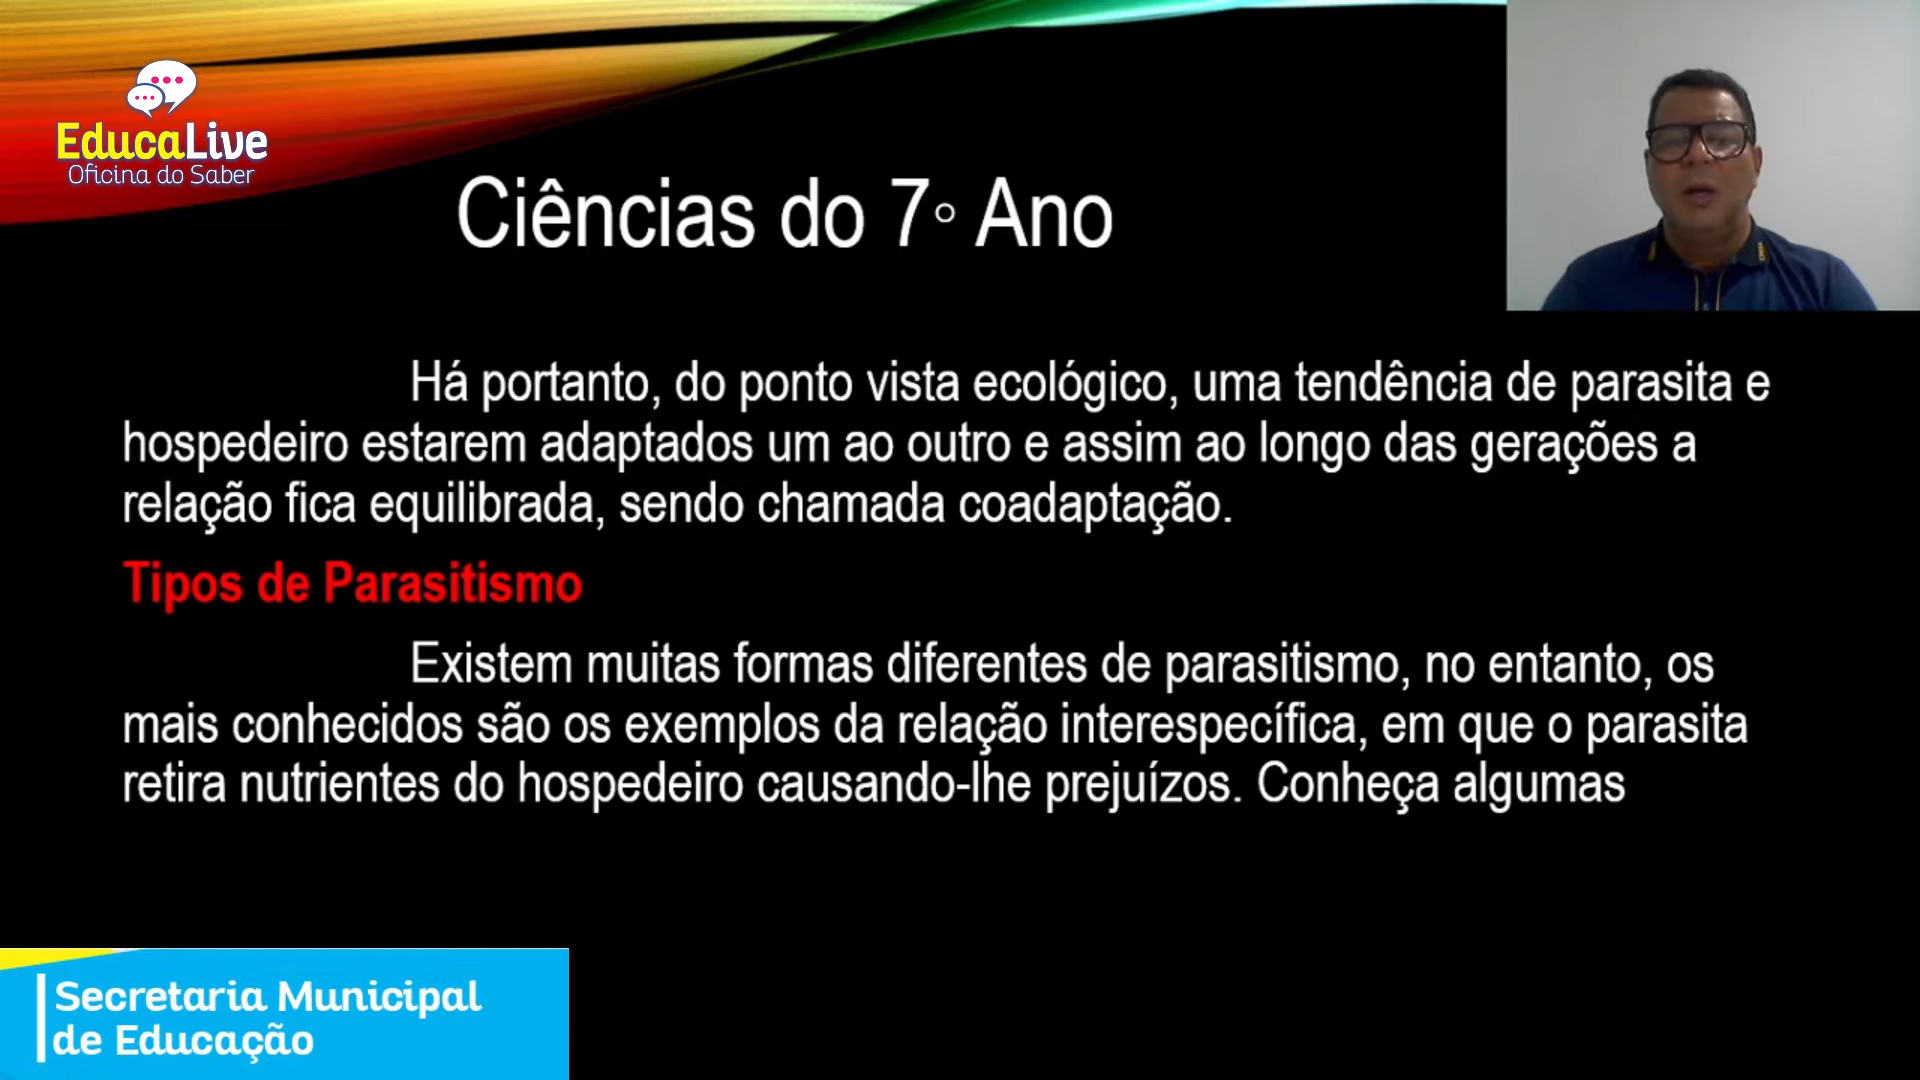 EducaLive
Oficina do Saber
Ciências do 7° Ano
Há portanto, do ponto vista ecológico, uma tendência de parasita e
hospedeiro estarem adaptados um ao outro e assim ao longo das gerações a
relação fica equilibrada, sendo chamada coadaptação.
Tipos de Parasitismo
Existem muitas formas diferentes de parasitismo, no entanto, os
mais conhecidos são os exemplos da relação interespecífica, em que o parasita
retira nutrientes do hospedeiro causando-lhe prejuízos. Conheça algumas
Secretaria Municipal
de Educação